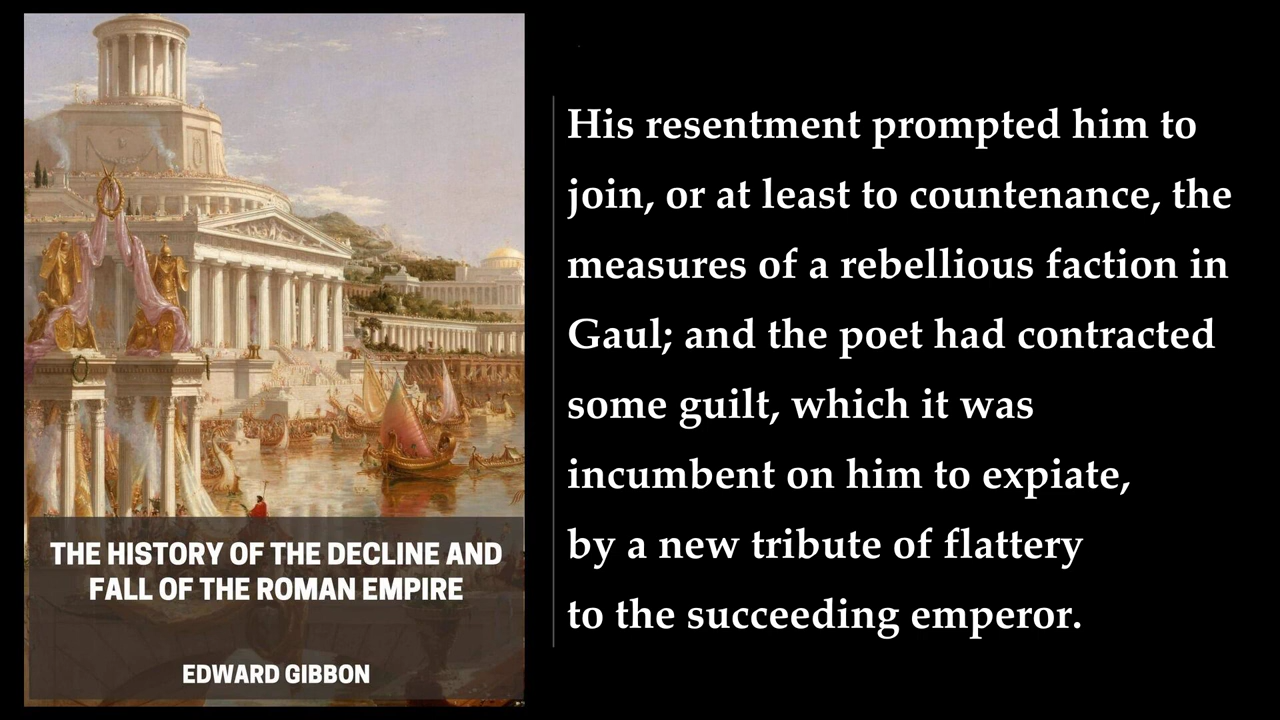 THE HISTORY OF THE DECLINE AND
FALL OF THE ROMAN EMPIRE
EDWARD GIBBON
His resentment prompted him to
join, or at least to countenance, the
measures of a rebellious faction in
Gaul; and the poet had contracted
some guilt, which it was
incumbent on him to expiate,
by a new tribute of flattery
to the succeeding emperor.